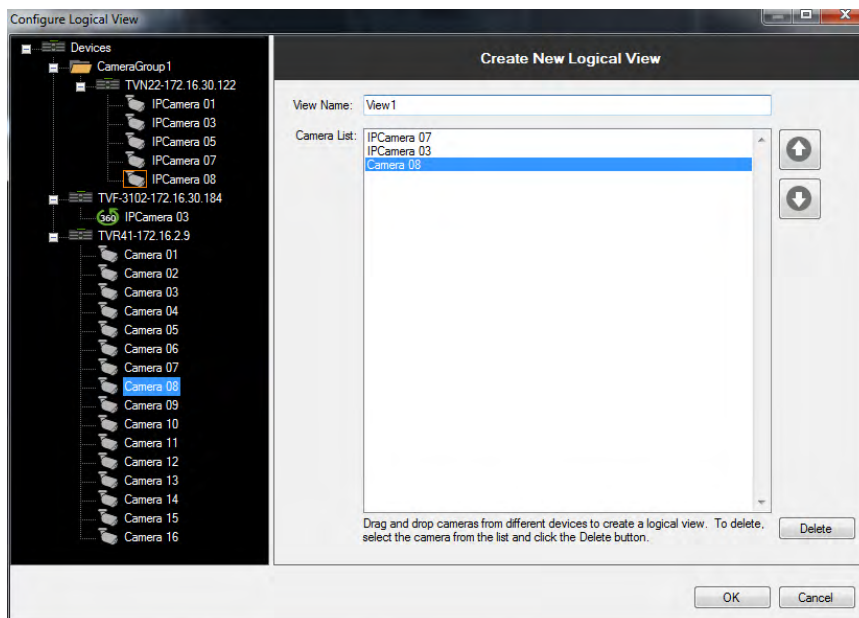 Configure Logical View
Devices
CameraGroup1
TVN22-172.16.30.122
IPCamera 01
IPCamera 03
IPCamera 05
IPCamera 07
IPCamera 08
TVF-3102-172.16.30.184
360 IPCamera 03
TVR41-172.16.2.9
Camera 01
Camera 02
Camera 03
Camera 04
Camera 05
Camera 06
Camera 07
Camera 08
Camera 09
Camera 10
Camera 11
Camera 12
Camera 13
Camera 14
Camera 15
Camera 16
Create New Logical View
View Name: View1
Camera List:
IPCamera 07
IPCamera 03
Camera 08
Drag and drop cameras from different devices to create a logical view. To delete,
select the camera from the list and click the Delete button.
Delete
OK
Cancel